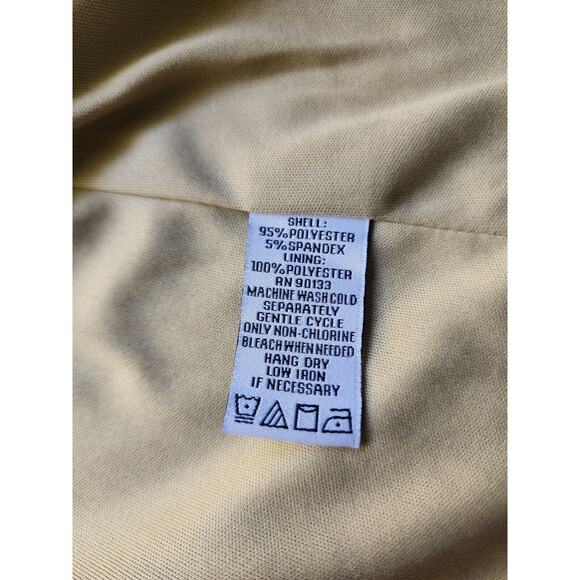 SHELL:
95%POLYESTER
5%SPANDEX
LINING:
100%POLYESTER
RN 90133
MACHINE WASH COLD
SEPARATELY
GENTLE CYCLE
ONLY NON-CHLORINE
BLEACH WHEN NEEDED
HANG DRY
LOW IRON
IF NECESSARY